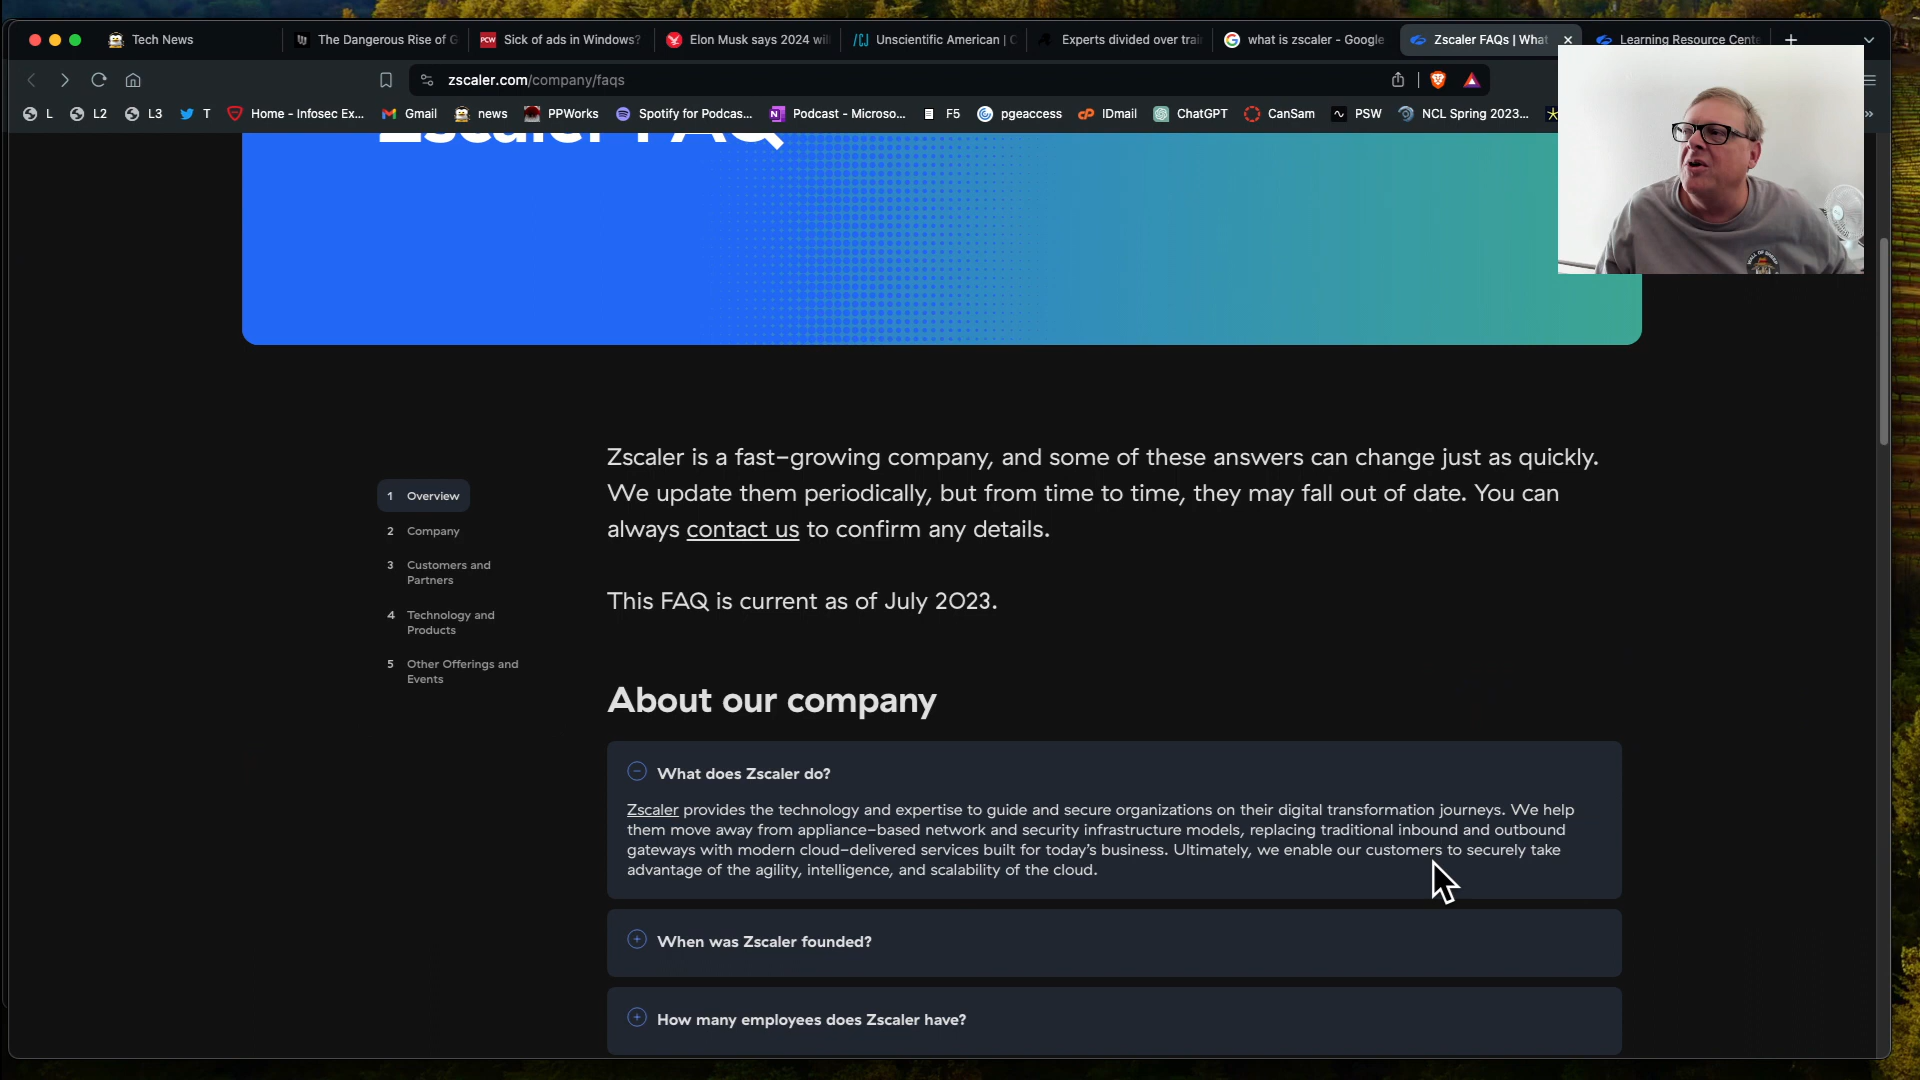 Tech News
The Dangerous Rise of G
Sick of ads in Windows?
Elon Musk says 2024 will
Unscientific American | C
Experts divided over trai
what is zscaler - Google
Zscaler FAQs | What
Learning Resource Cente
zscaler.com/company/faqs
L
L2
L3
T
Home - Infosec Ex...
Gmail
news
PPWorks
Spotify for Podcas...
Podcast - Microso...
F5
pgeaccess
IDmail
ChatGPT
CanSam
PSW
NCL Spring 2023...
Zscaler FAQ
1 Overview
2 Company
3 Customers and
Partners
4 Technology and
Products
5 Other Offerings and
Events
Zscaler is a fast-growing company, and some of these answers can change just as quickly.
We update them periodically, but from time to time, they may fall out of date. You can
always contact us to confirm any details.
This FAQ is current as of July 2023.
About our company
What does Zscaler do?
Zscaler provides the technology and expertise to guide and secure organizations on their digital transformation journeys. We help
them move away from appliance-based network and security infrastructure models, replacing traditional inbound and outbound
gateways with modern cloud-delivered services built for today's business. Ultimately, we enable our customers to securely take
advantage of the agility, intelligence, and scalability of the cloud.
When was Zscaler founded?
How many employees does Zscaler have?